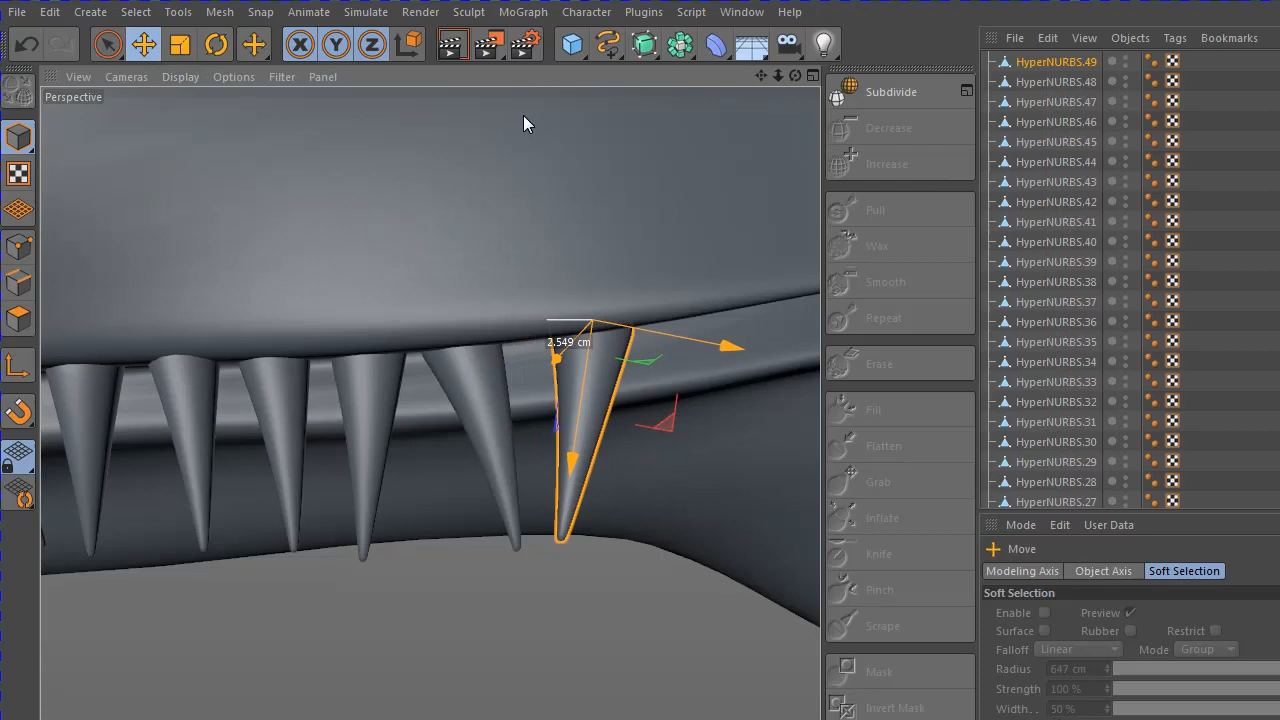 File Edit Create Select Tools Mesh Snap Animate Simulate Render Sculpt MoGraph Character Plugins Script Window Help
File Edit View Objects Tags Bookmarks
View Cameras Display Options Filter Panel
Perspective
2.549 cm
Subdivide
Decrease
Increase
Pull
Wax
Smooth
Repeat
Erase
Fill
Flatten
Grab
Inflate
Knife
Pinch
Scrape
Mask
Invert Mask
HyperNURBS.49
HyperNURBS.48
HyperNURBS.47
HyperNURBS.46
HyperNURBS.45
HyperNURBS.44
HyperNURBS.43
HyperNURBS.42
HyperNURBS.41
HyperNURBS.40
HyperNURBS.39
HyperNURBS.38
HyperNURBS.37
HyperNURBS.36
HyperNURBS.35
HyperNURBS.34
HyperNURBS.33
HyperNURBS.32
HyperNURBS.31
HyperNURBS.30
HyperNURBS.29
HyperNURBS.28
HyperNURBS.27
Mode Edit User Data
Move
Modeling Axis Object Axis Soft Selection
Soft Selection
Enable Preview
Surface Rubber Restrict
Falloff Linear Mode Group
Radius 647 cm
Strength 100 %
Width . . 50 %